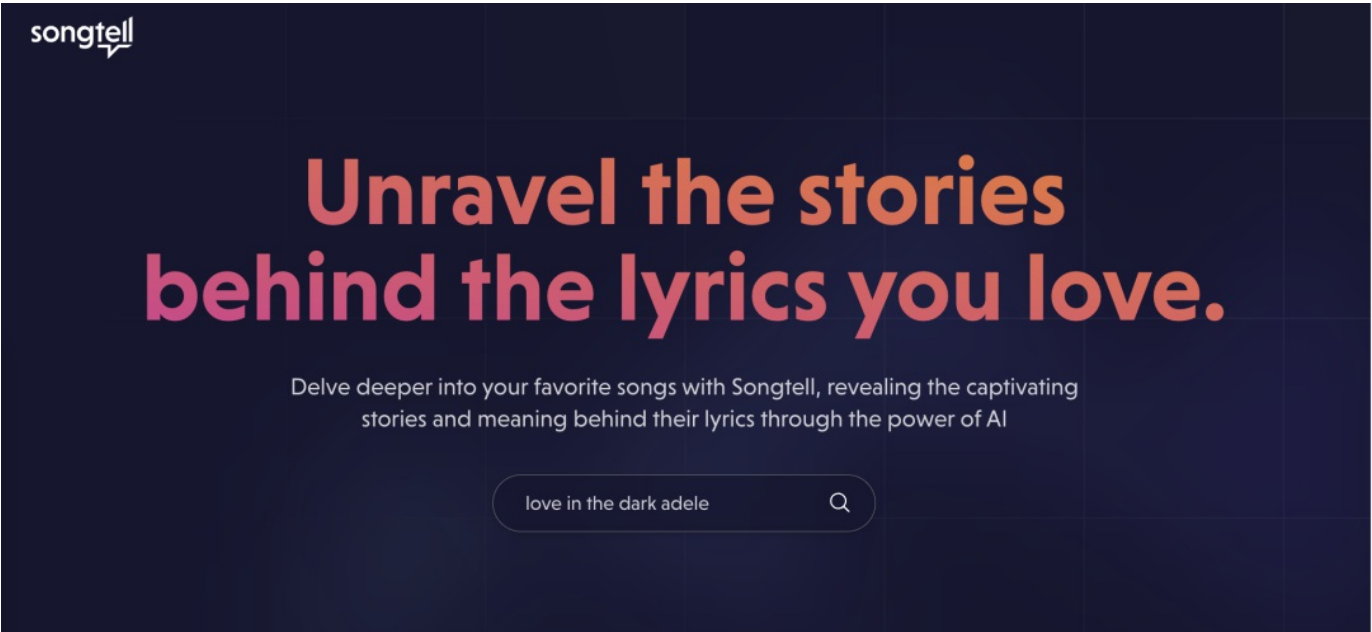 songtell
Unravel the stories
behind the lyrics you love.
Delve deeper into your favorite songs with Songtell, revealing the captivating
stories and meaning behind their lyrics through the power of AI
love in the dark adele